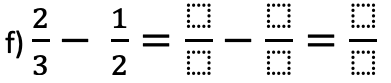 f) 2/3 − 1/2 = □/□ − □/□ = □/□